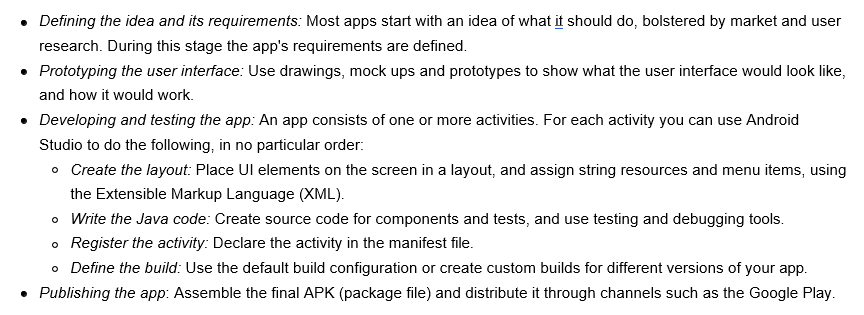 • Defining the idea and its requirements: Most apps start with an idea of what it should do, bolstered by market and user
research. During this stage the app's requirements are defined.
• Prototyping the user interface: Use drawings, mock ups and prototypes to show what the user interface would look like,
and how it would work.
• Developing and testing the app: An app consists of one or more activities. For each activity you can use Android
Studio to do the following, in no particular order:
○ Create the layout: Place UI elements on the screen in a layout, and assign string resources and menu items, using
the Extensible Markup Language (XML).
○ Write the Java code: Create source code for components and tests, and use testing and debugging tools.
○ Register the activity: Declare the activity in the manifest file.
○ Define the build: Use the default build configuration or create custom builds for different versions of your app.
• Publishing the app: Assemble the final APK (package file) and distribute it through channels such as the Google Play.